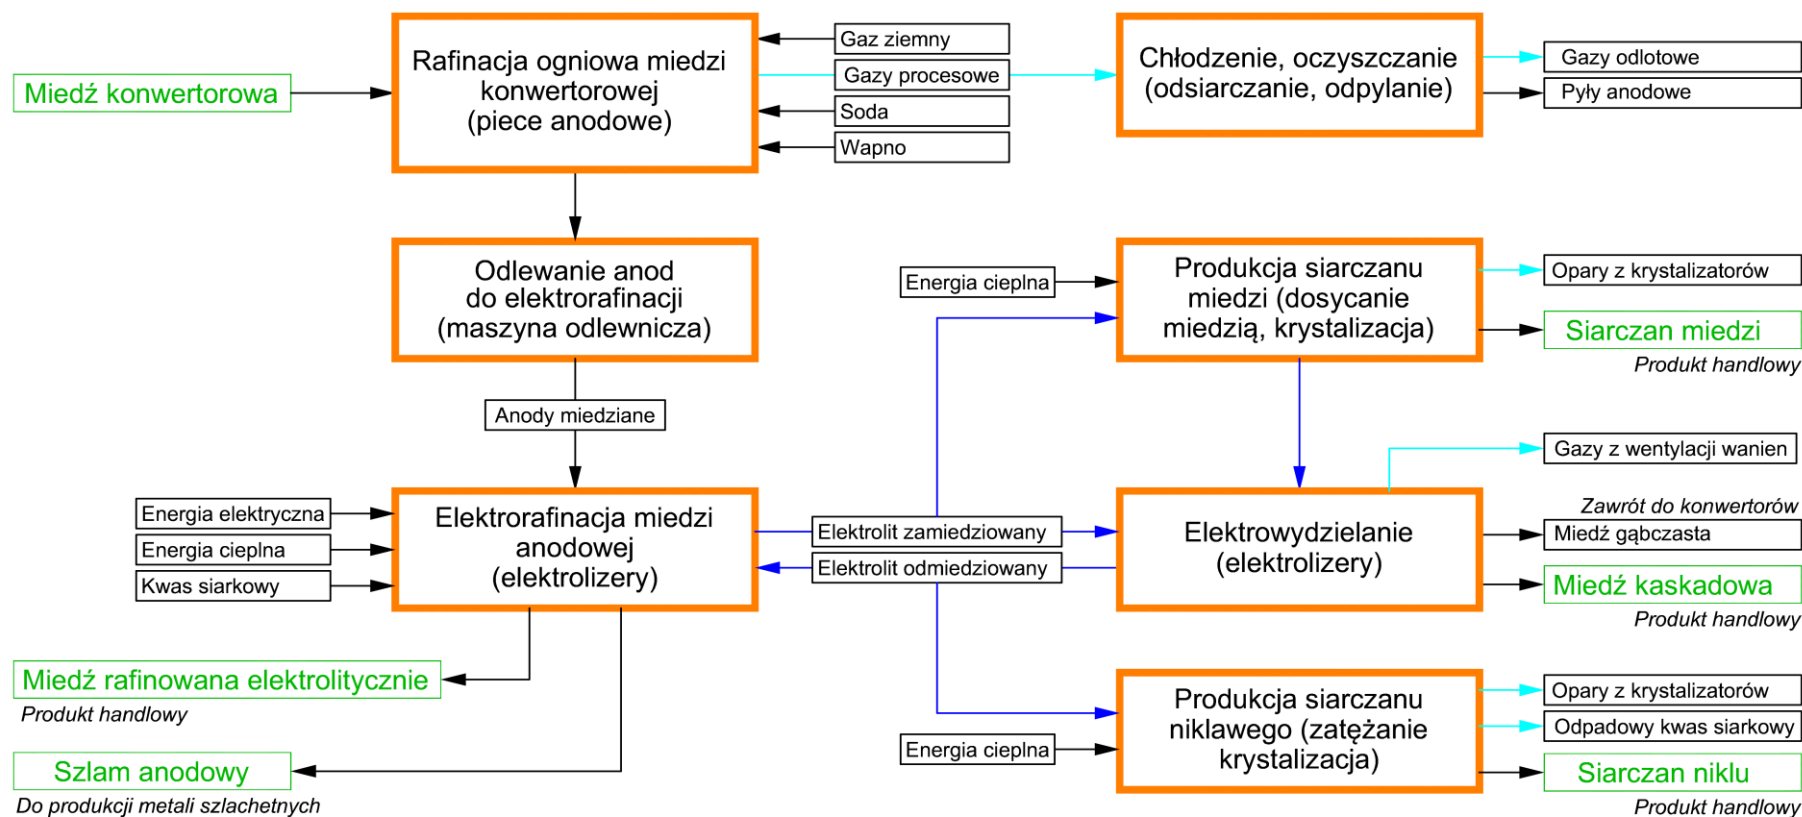 Miedź konwertorowa
Rafinacja ogniowa miedzi
konwertorowej
(piece anodowe)
Gaz ziemny
Gazy procesowe
Soda
Wapno
Chłodzenie, oczyszczanie
(odsiarczanie, odpylanie)
Gazy odlotowe
Pyły anodowe
Odlewanie anod
do elektrorafinacji
(maszyna odlewnicza)
Energia cieplna
Produkcja siarczanu
miedzi (dosycanie
miedzią, krystalizacja)
Opary z krystalizatorów
Siarczan miedzi
Produkt handlowy
Anody miedziane
Gazy z wentylacji wanien
Energia elektryczna
Energia cieplna
Kwas siarkowy
Elektrorafinacja miedzi
anodowej
(elektrolizery)
Elektrolit zamiedziowany
Elektrolit odmiedziowany
Elektrowydzielanie
(elektrolizery)
Zawrót do konwertorów
Miedź gąbczasta
Miedź kaskadowa
Produkt handlowy
Miedź rafinowana elektrolitycznie
Produkt handlowy
Szlam anodowy
Do produkcji metali szlachetnych
Energia cieplna
Produkcja siarczanu
niklawego (zatężanie
krystalizacja)
Opary z krystalizatorów
Odpadowy kwas siarkowy
Siarczan niklu
Produkt handlowy